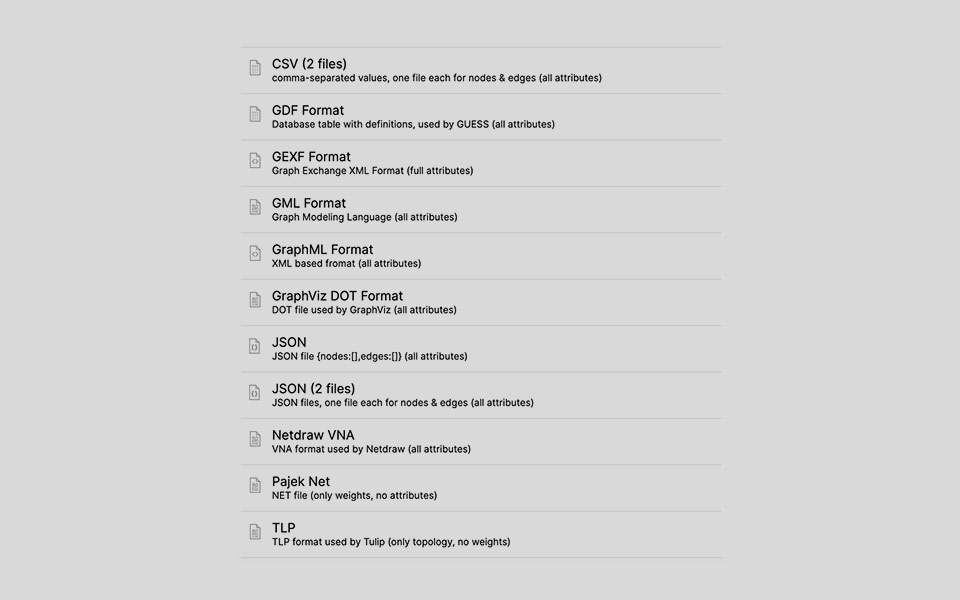 CSV (2 files)
comma-separated values, one file each for nodes & edges (all attributes)
GDF Format
Database table with definitions, used by GUESS (all attributes)
GEXF Format
Graph Exchange XML Format (full attributes)
GML Format
Graph Modeling Language (all attributes)
GraphML Format
XML based fromat (all attributes)
GraphViz DOT Format
DOT file used by GraphViz (all attributes)
JSON
JSON file {nodes:[],edges:[]} (all attributes)
JSON (2 files)
JSON files, one file each for nodes & edges (all attributes)
Netdraw VNA
VNA format used by Netdraw (all attributes)
Pajek Net
NET file (only weights, no attributes)
TLP
TLP format used by Tulip (only topology, no weights)